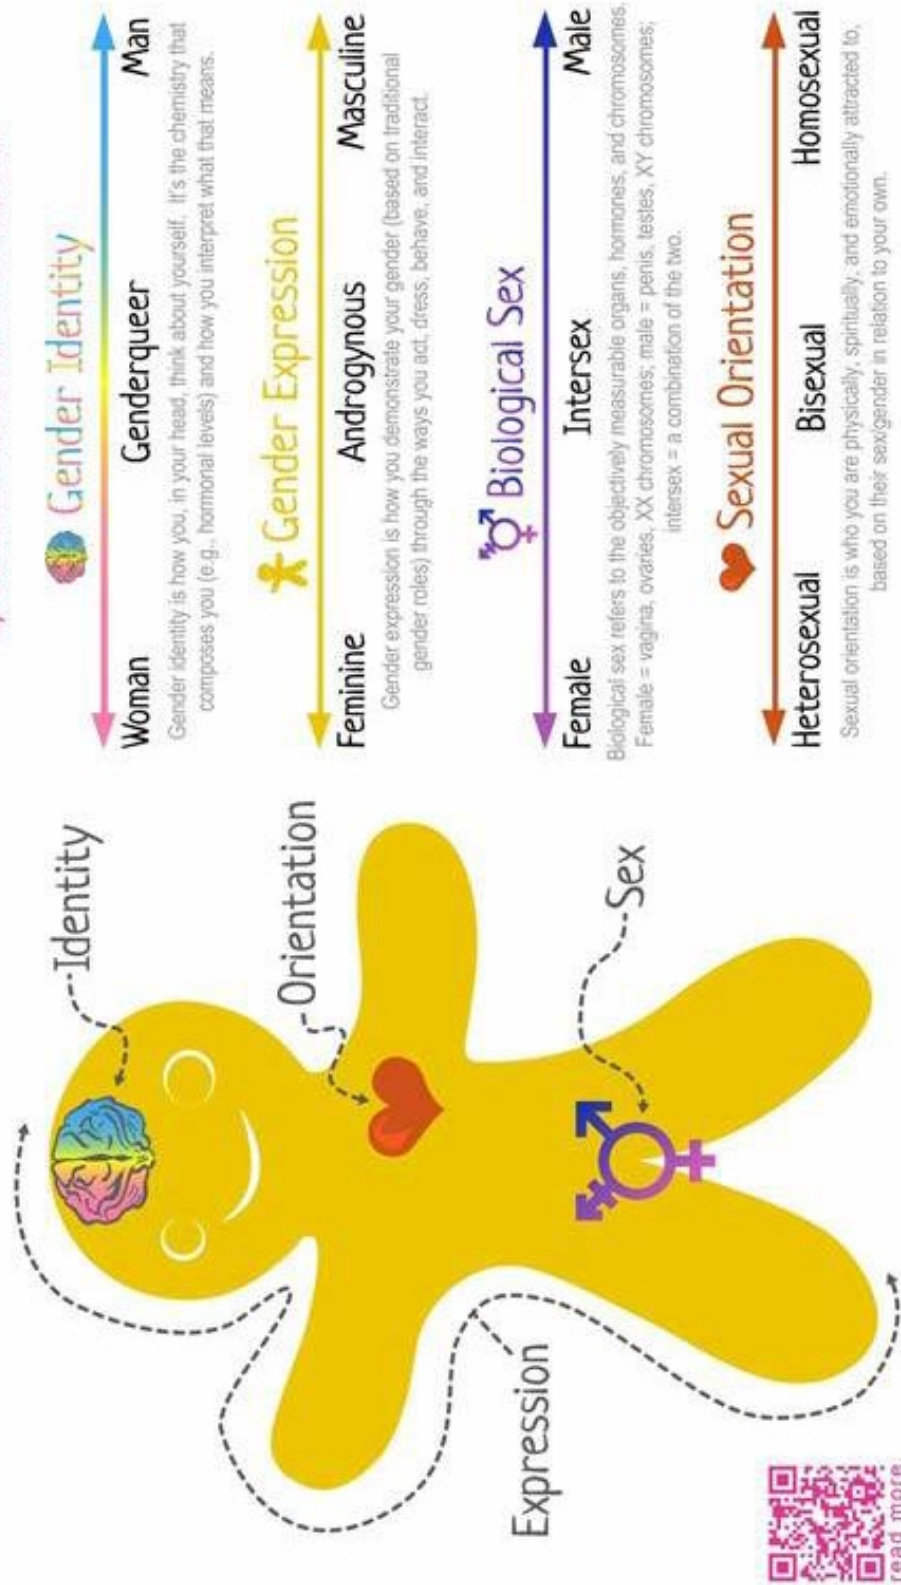 Identity
Orientation
Sex
Expression
read more
Gender Identity
Woman Genderqueer Man
Gender identity is how you, in your head, think about yourself. It's the chemistry that
composes you (e.g., hormonal levels) and how you interpret what that means.
Gender Expression
Feminine Androgynous Masculine
Gender expression is how you demonstrate your gender (based on traditional
gender roles) through the ways you act, dress, behave, and interact.
Biological Sex
Female Intersex Male
Biological sex refers to the objectively measurable organs, hormones, and chromosomes.
Female = vagina, ovaries, XX chromosomes; male = penis, testes, XY chromosomes;
intersex = a combination of the two.
Sexual Orientation
Heterosexual Bisexual Homosexual
Sexual orientation is who you are physically, spiritually, and emotionally attracted to,
based on their sex/gender in relation to your own.